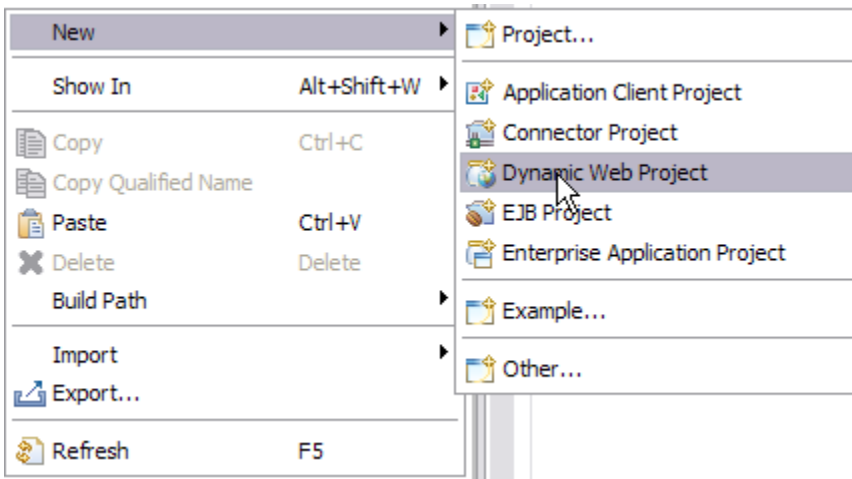 New
Show In Alt+Shift+W
Copy Ctrl+C
Copy Qualified Name
Paste Ctrl+V
Delete Delete
Build Path
Import
Export...
Refresh F5
Project...
Application Client Project
Connector Project
Dynamic Web Project
EJB Project
Enterprise Application Project
Example...
Other...